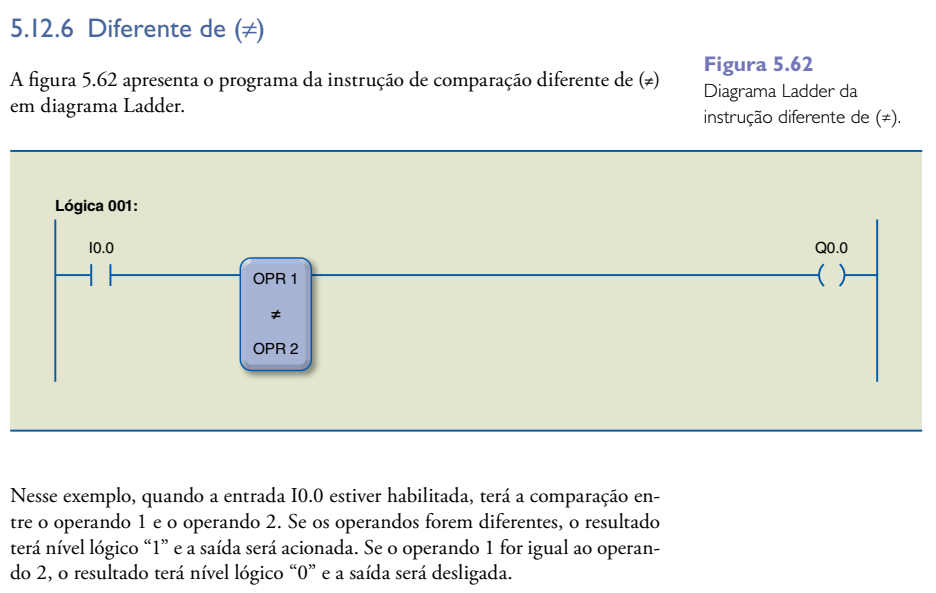 5.12.6 Diferente de (≠)
A figura 5.62 apresenta o programa da instrução de comparação diferente de (≠)
em diagrama Ladder.
Figura 5.62
Diagrama Ladder da
instrução diferente de (≠).
Lógica 001:
I0.0
Q0.0
OPR 1
≠
OPR 2
Nesse exemplo, quando a entrada I0.0 estiver habilitada, terá a comparação en-
tre o operando 1 e o operando 2. Se os operandos forem diferentes, o resultado
terá nível lógico “1” e a saída será acionada. Se o operando 1 for igual ao operan-
do 2, o resultado terá nível lógico “0” e a saída será desligada.